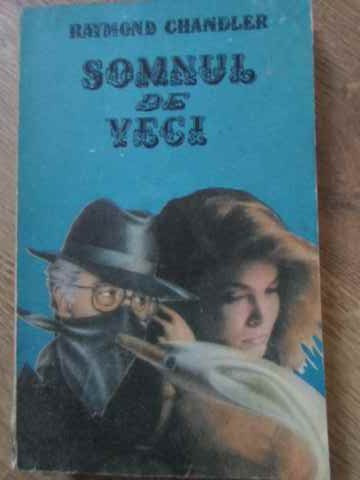 RAYMOND CHANDLER
SOMNUL
DE
VECI